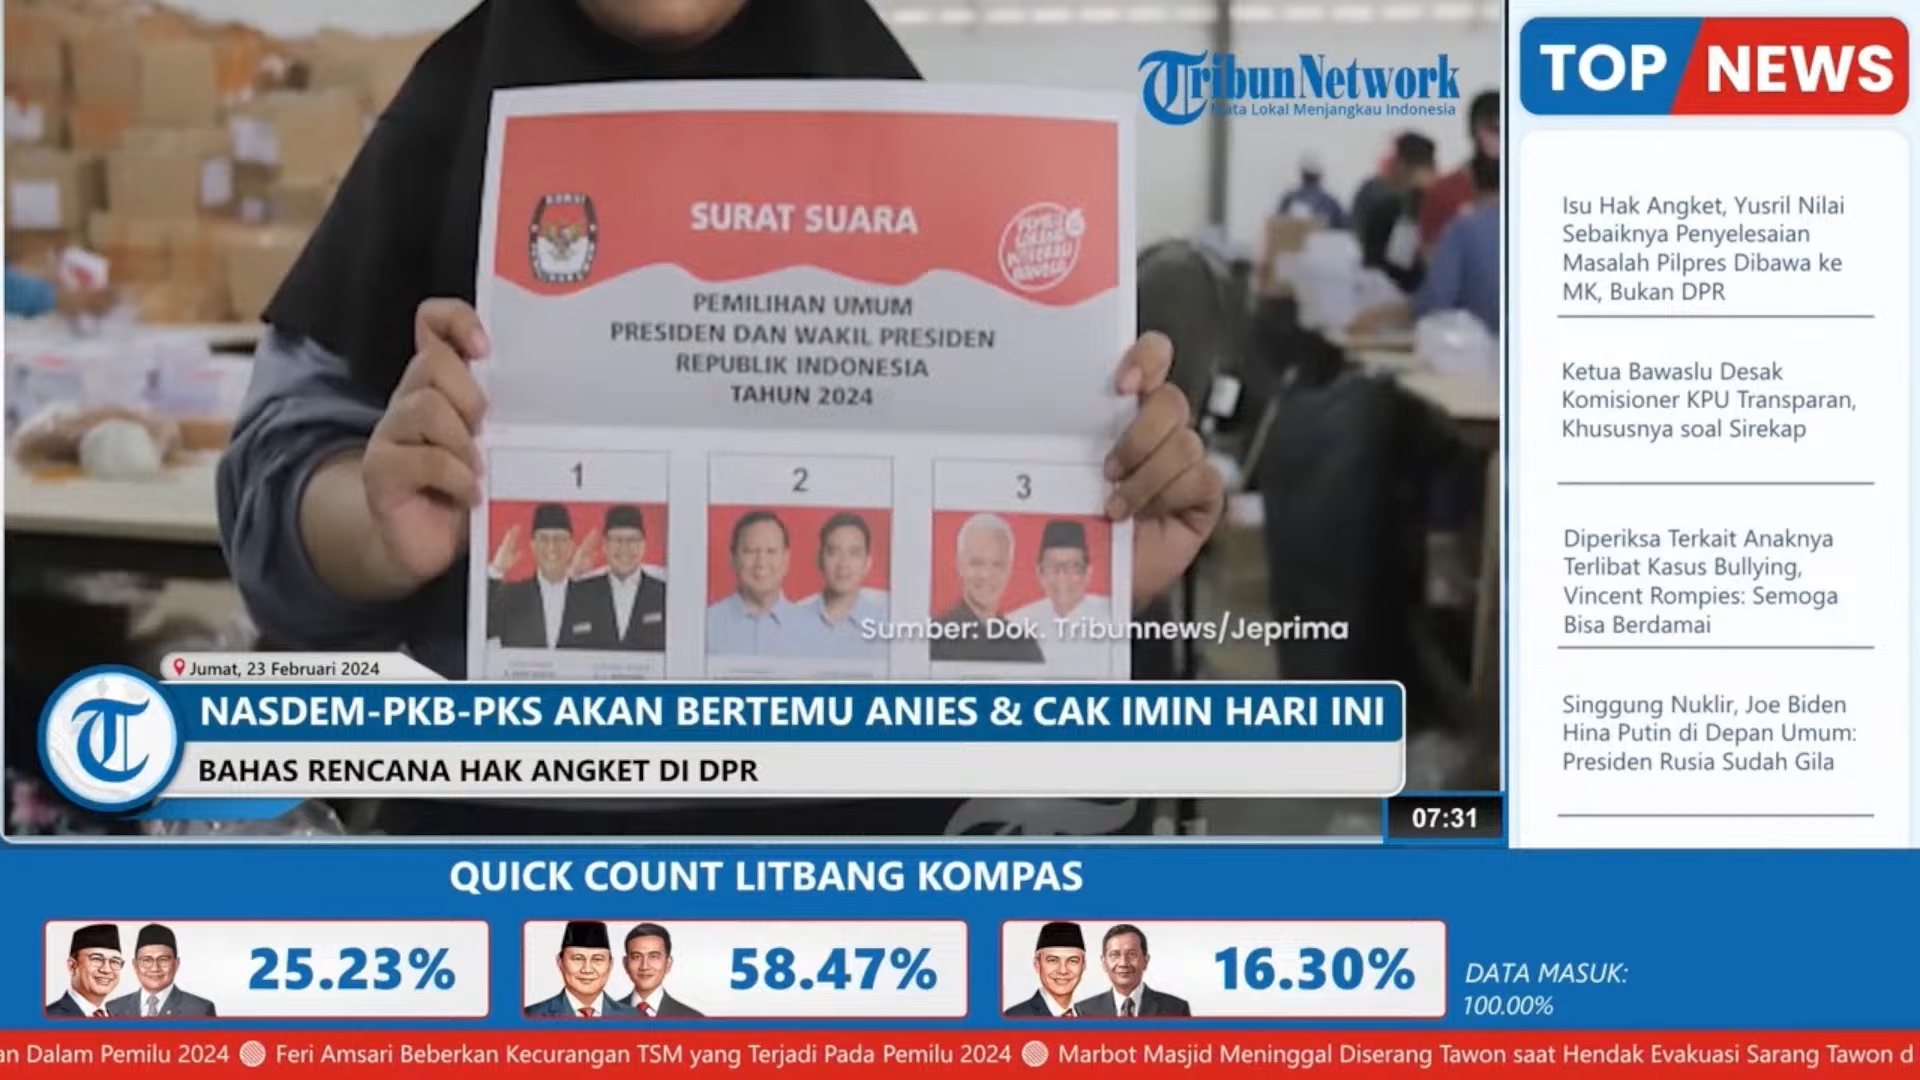 TribunNetwork
Mata Lokal Menjangkau Indonesia
SURAT SUARA
PEMILIHAN UMUM
PRESIDEN DAN WAKIL PRESIDEN
REPUBLIK INDONESIA
TAHUN 2024
1
2
3
Sumber: Dok. Tribunnews/Jeprima
Jumat, 23 Februari 2024
T
NASDEM-PKB-PKS AKAN BERTEMU ANIES & CAK IMIN HARI INI
BAHAS RENCANA HAK ANGKET DI DPR
07:31
TOP NEWS
Isu Hak Angket, Yusril Nilai
Sebaiknya Penyelesaian
Masalah Pilpres Dibawa ke
MK, Bukan DPR
Ketua Bawaslu Desak
Komisioner KPU Transparan,
Khususnya soal Sirekap
Diperiksa Terkait Anaknya
Terlibat Kasus Bullying,
Vincent Rompies: Semoga
Bisa Berdamai
Singgung Nuklir, Joe Biden
Hina Putin di Depan Umum:
Presiden Rusia Sudah Gila
QUICK COUNT LITBANG KOMPAS
25.23%
58.47%
16.30%
DATA MASUK:
100.00%
an Dalam Pemilu 2024 Feri Amsari Beberkan Kecurangan TSM yang Terjadi Pada Pemilu 2024 Marbot Masjid Meninggal Diserang Tawon saat Hendak Evakuasi Sarang Tawon d